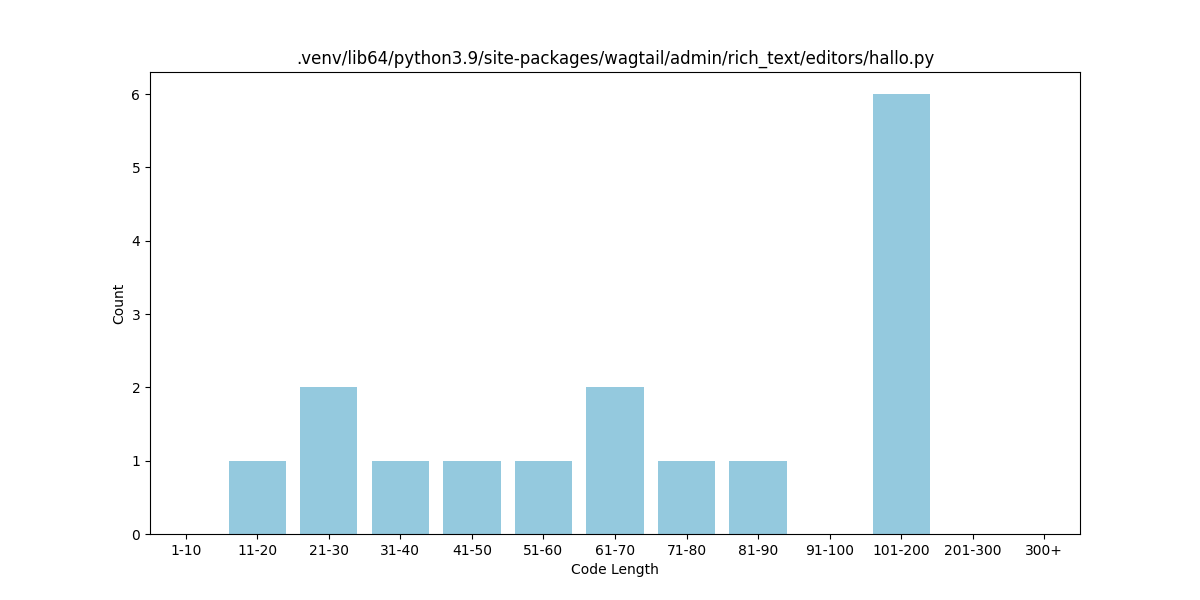 .venv/lib64/python3.9/site-packages/wagtail/admin/rich_text/editors/hallo.py
6
5
4
3
2
1
0
Count
1-10 11-20 21-30 31-40 41-50 51-60 61-70 71-80 81-90 91-100 101-200 201-300 300+
Code Length